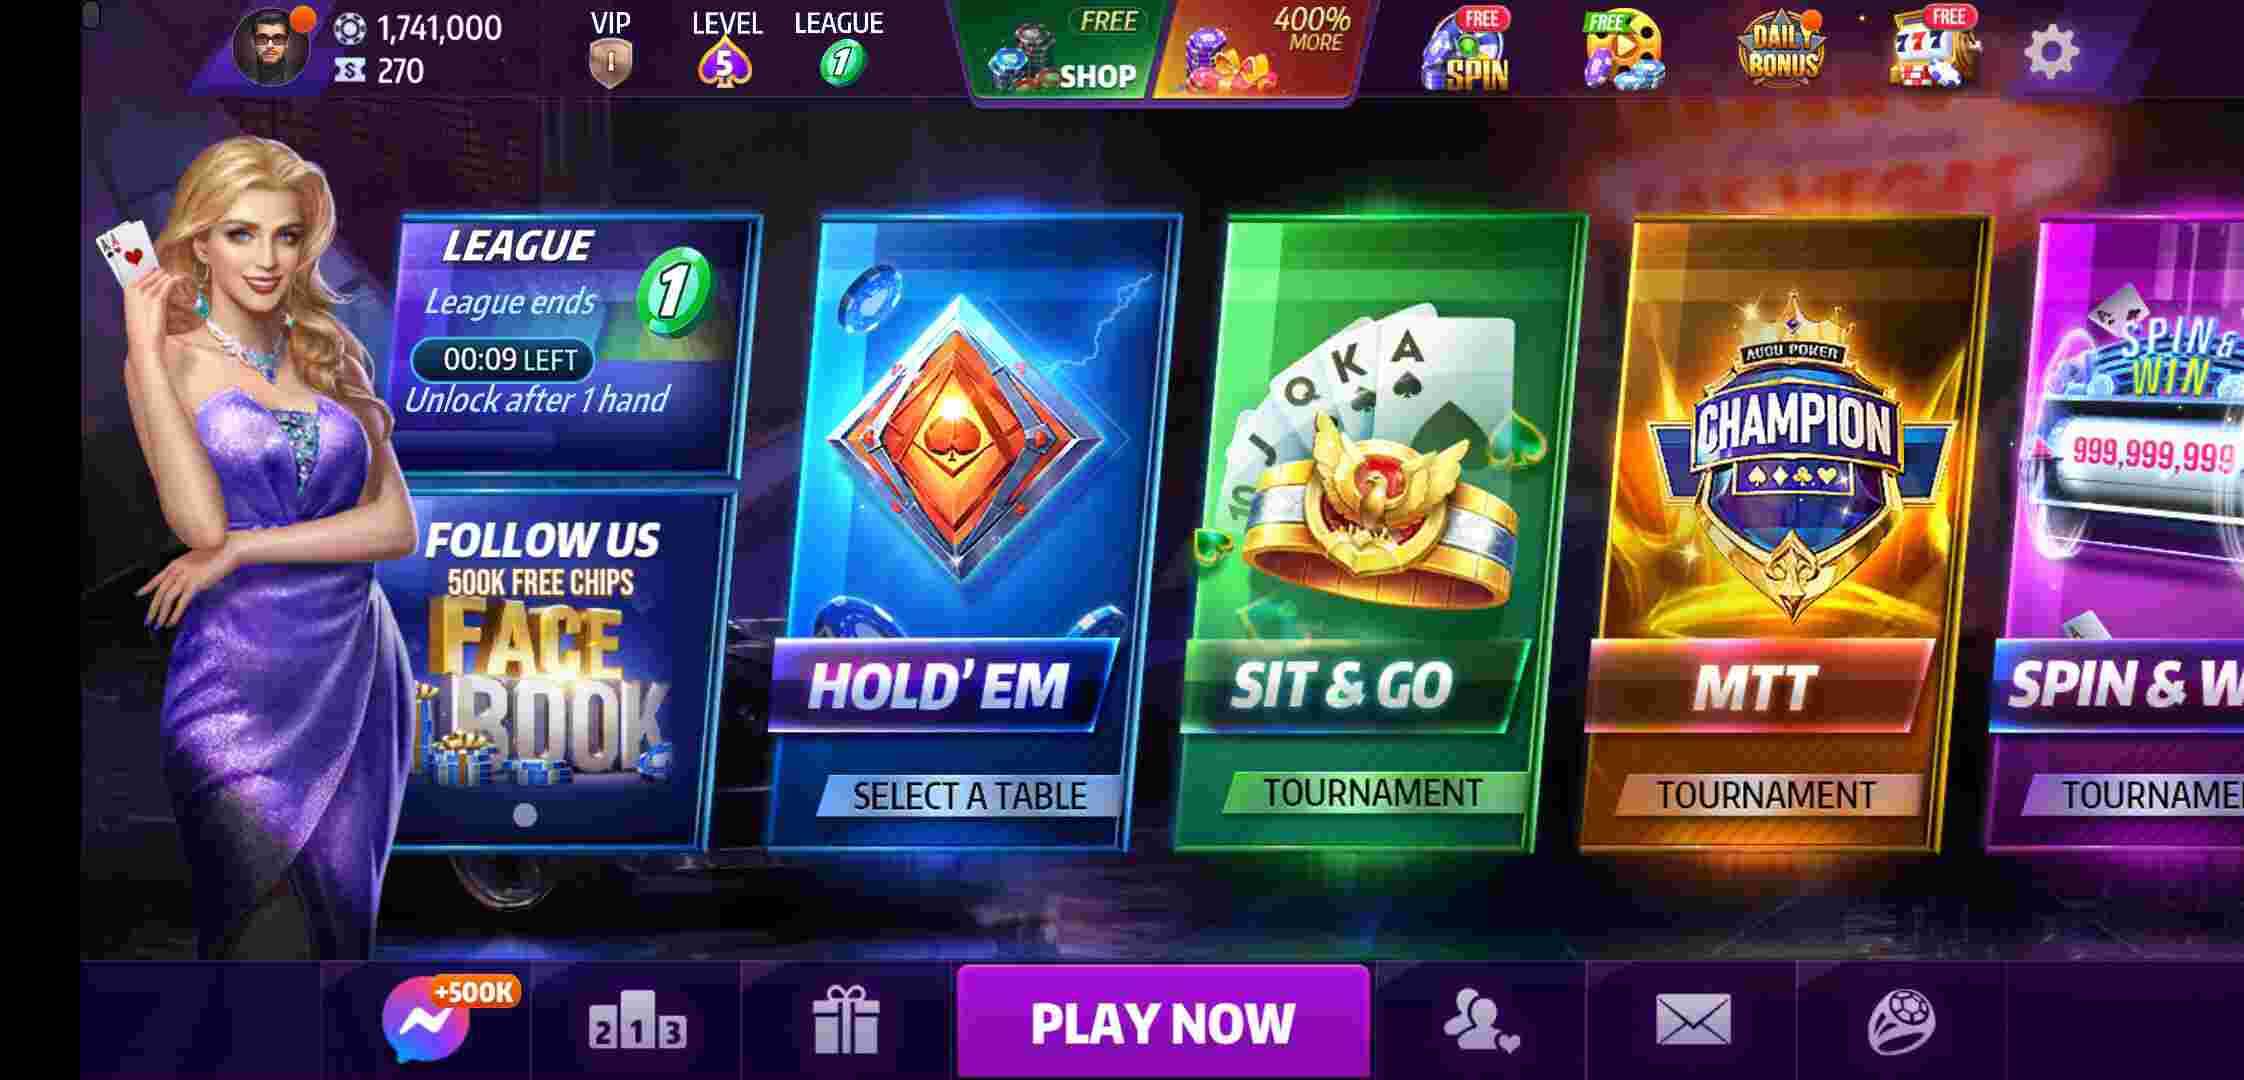 1,741,000
270
VIP
LEVEL
5
LEAGUE
1
FREE
SHOP
400%
MORE
FREE
SPIN
FREE
DAILY
BONUS
FREE
777
LEAGUE
1
League ends
00:09 LEFT
Unlock after 1 hand
FOLLOW US
500K FREE CHIPS
FACE
BOOK
HOLD'EM
SELECT A TABLE
10 J Q K A
SIT & GO
TOURNAMENT
CHAMPION
MTT
TOURNAMENT
SPIN &
WIN
999,999,999
SPIN & W
TOURNAME
+500K
2 1 3
PLAY NOW